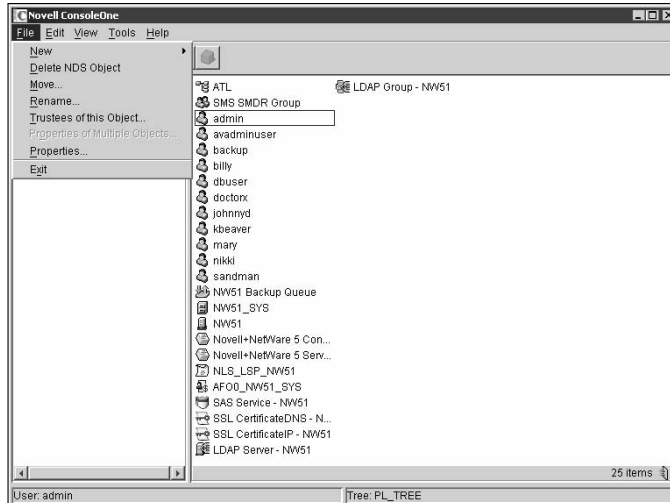 Novell ConsoleOne
File Edit View Tools Help
New
Delete NDS Object
Move...
Rename...
Trustees of this Object...
Properties of Multiple Objects...
Properties...
Exit
ATL
SMS SMDR Group
admin
avadminuser
backup
billy
dbuser
doctorx
johnnyd
kbeaver
mary
nikki
sandman
NW51 Backup Queue
NW51_SYS
NW51
Novell+NetWare 5 Con...
Novell+NetWare 5 Serv...
NLS_LSP_NW51
AFO0_NW51_SYS
SAS Service - NW51
SSL CertificateDNS - N...
SSL CertificateIP - NW51
LDAP Server - NW51
LDAP Group - NW51
25 items
User: admin
Tree: PL_TREE